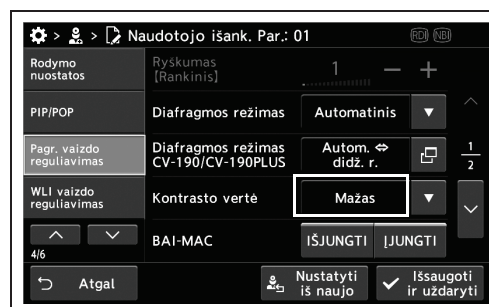 > > Naudotojo išank. Par.: 01 RDI NBI
Rodymo
nuostatos
Ryškumas
[Rankinis]
1 − +
PIP/POP
Diafragmos režimas
Automatinis ▼
Pagr. vaizdo
reguliavimas
Diafragmos režimas
CV-190/CV-190PLUS
Autom. ⇔
didž. r.
1
2
WLI vaizdo
reguliavimas
Kontrasto vertė
Mažas ▼
4/6
BAI-MAC
IŠJUNGTI ĮJUNGTI
Atgal
Nustatyti
iš naujo
Išsaugoti
ir uždaryti